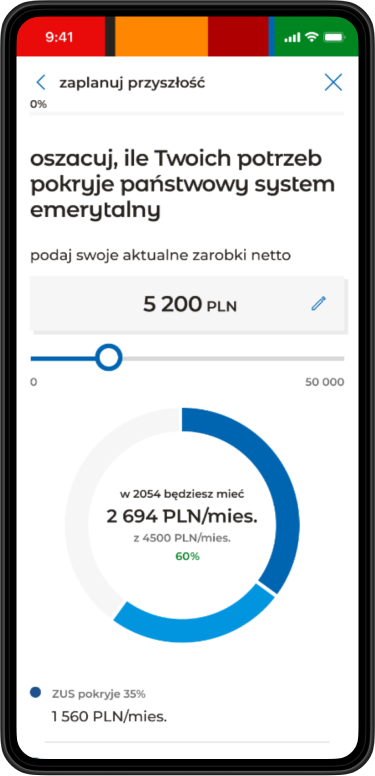 9:41
zaplanuj przyszłość
0%
oszacuj, ile Twoich potrzeb
pokryje państwowy system
emerytalny
podaj swoje aktualne zarobki netto
5 200 PLN
0
50 000
w 2054 będziesz mieć
2 694 PLN/mies.
z 4500 PLN/mies.
60%
ZUS pokryje 35%
1 560 PLN/mies.